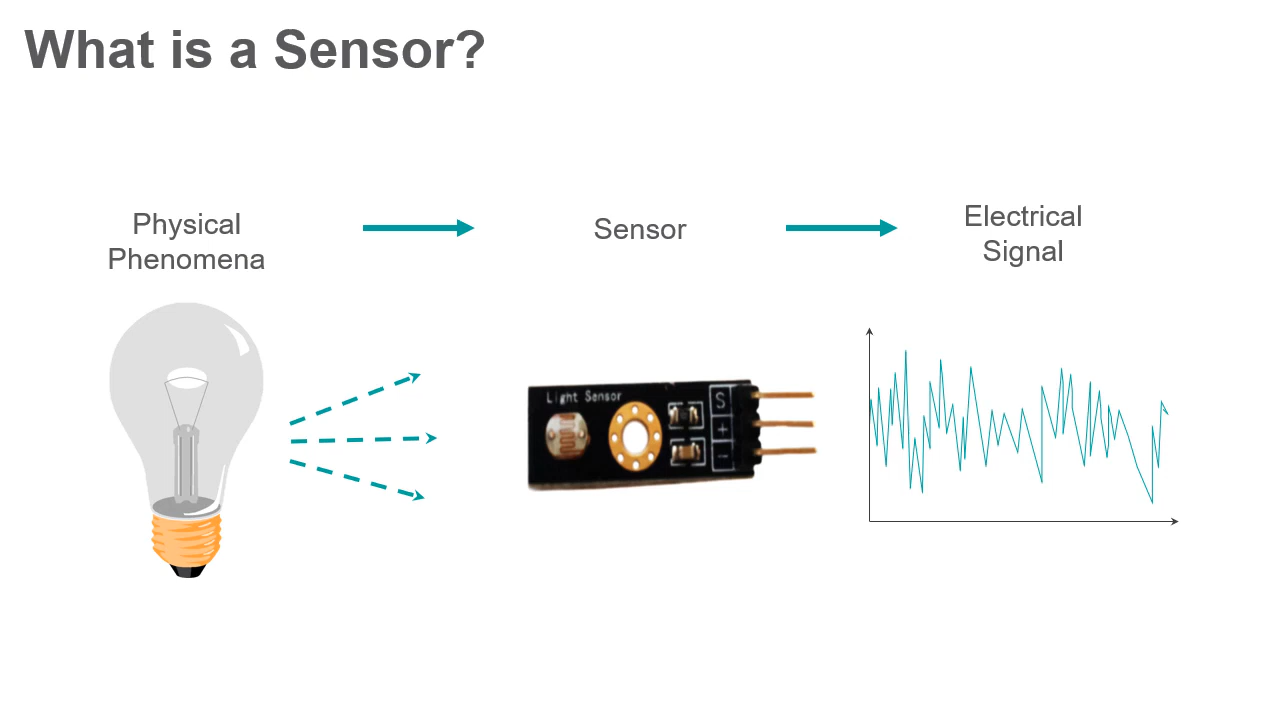 What is a Sensor?
Physical
Phenomena
Sensor
Electrical
Signal
Light Sensor
S
+
-